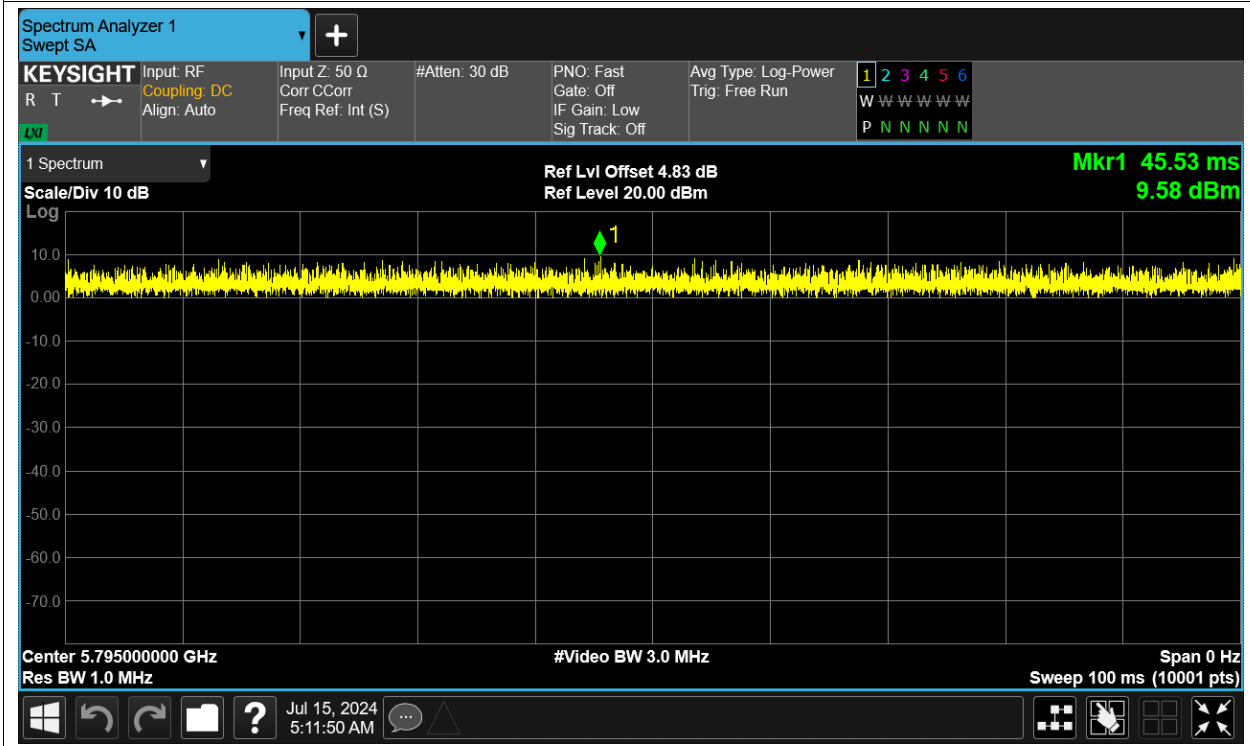 Spectrum Analyzer 1
Swept SA
KEYSIGHT
R T
LXI
Input: RF
Coupling: DC
Align: Auto
Input Z: 50 Ω
Corr CCorr
Freq Ref: Int (S)
#Atten: 30 dB
PNO: Fast
Gate: Off
IF Gain: Low
Sig Track: Off
Avg Type: Log-Power
Trig: Free Run
1 2 3 4 5 6
W W W W W W
P N N N N N
1 Spectrum
Scale/Div 10 dB
Log
Ref Lvl Offset 4.83 dB
Ref Level 20.00 dBm
Mkr1 45.53 ms
9.58 dBm
1
10.0
0.00
-10.0
-20.0
-30.0
-40.0
-50.0
-60.0
-70.0
Center 5.795000000 GHz
Res BW 1.0 MHz
#Video BW 3.0 MHz
Span 0 Hz
Sweep 100 ms (10001 pts)
?
Jul 15, 2024
5:11:50 AM